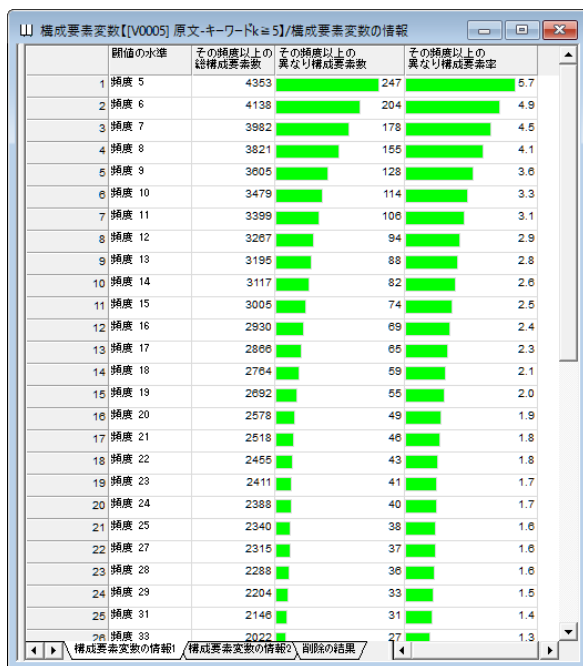 構成要素変数【[V0005] 原文-キーワードk≧5】/構成要素変数の情報
閾値の水準 その頻度以上の総構成要素数 その頻度以上の異なり構成要素数 その頻度以上の異なり構成要素率
1 頻度 5 4353 247 5.7
2 頻度 6 4138 204 4.9
3 頻度 7 3982 178 4.5
4 頻度 8 3821 155 4.1
5 頻度 9 3605 128 3.6
6 頻度 10 3479 114 3.3
7 頻度 11 3399 106 3.1
8 頻度 12 3267 94 2.9
9 頻度 13 3195 88 2.8
10 頻度 14 3117 82 2.6
11 頻度 15 3005 74 2.5
12 頻度 16 2930 69 2.4
13 頻度 17 2866 65 2.3
14 頻度 18 2764 59 2.1
15 頻度 19 2692 55 2.0
16 頻度 20 2578 49 1.9
17 頻度 21 2518 46 1.8
18 頻度 22 2455 43 1.8
19 頻度 23 2411 41 1.7
20 頻度 24 2388 40 1.7
21 頻度 25 2340 38 1.6
22 頻度 27 2315 37 1.6
23 頻度 28 2288 36 1.6
24 頻度 29 2204 33 1.5
25 頻度 31 2146 31 1.4
26 頻度 33 2022 27 1.3
構成要素変数の情報1 構成要素変数の情報2 削除の結果